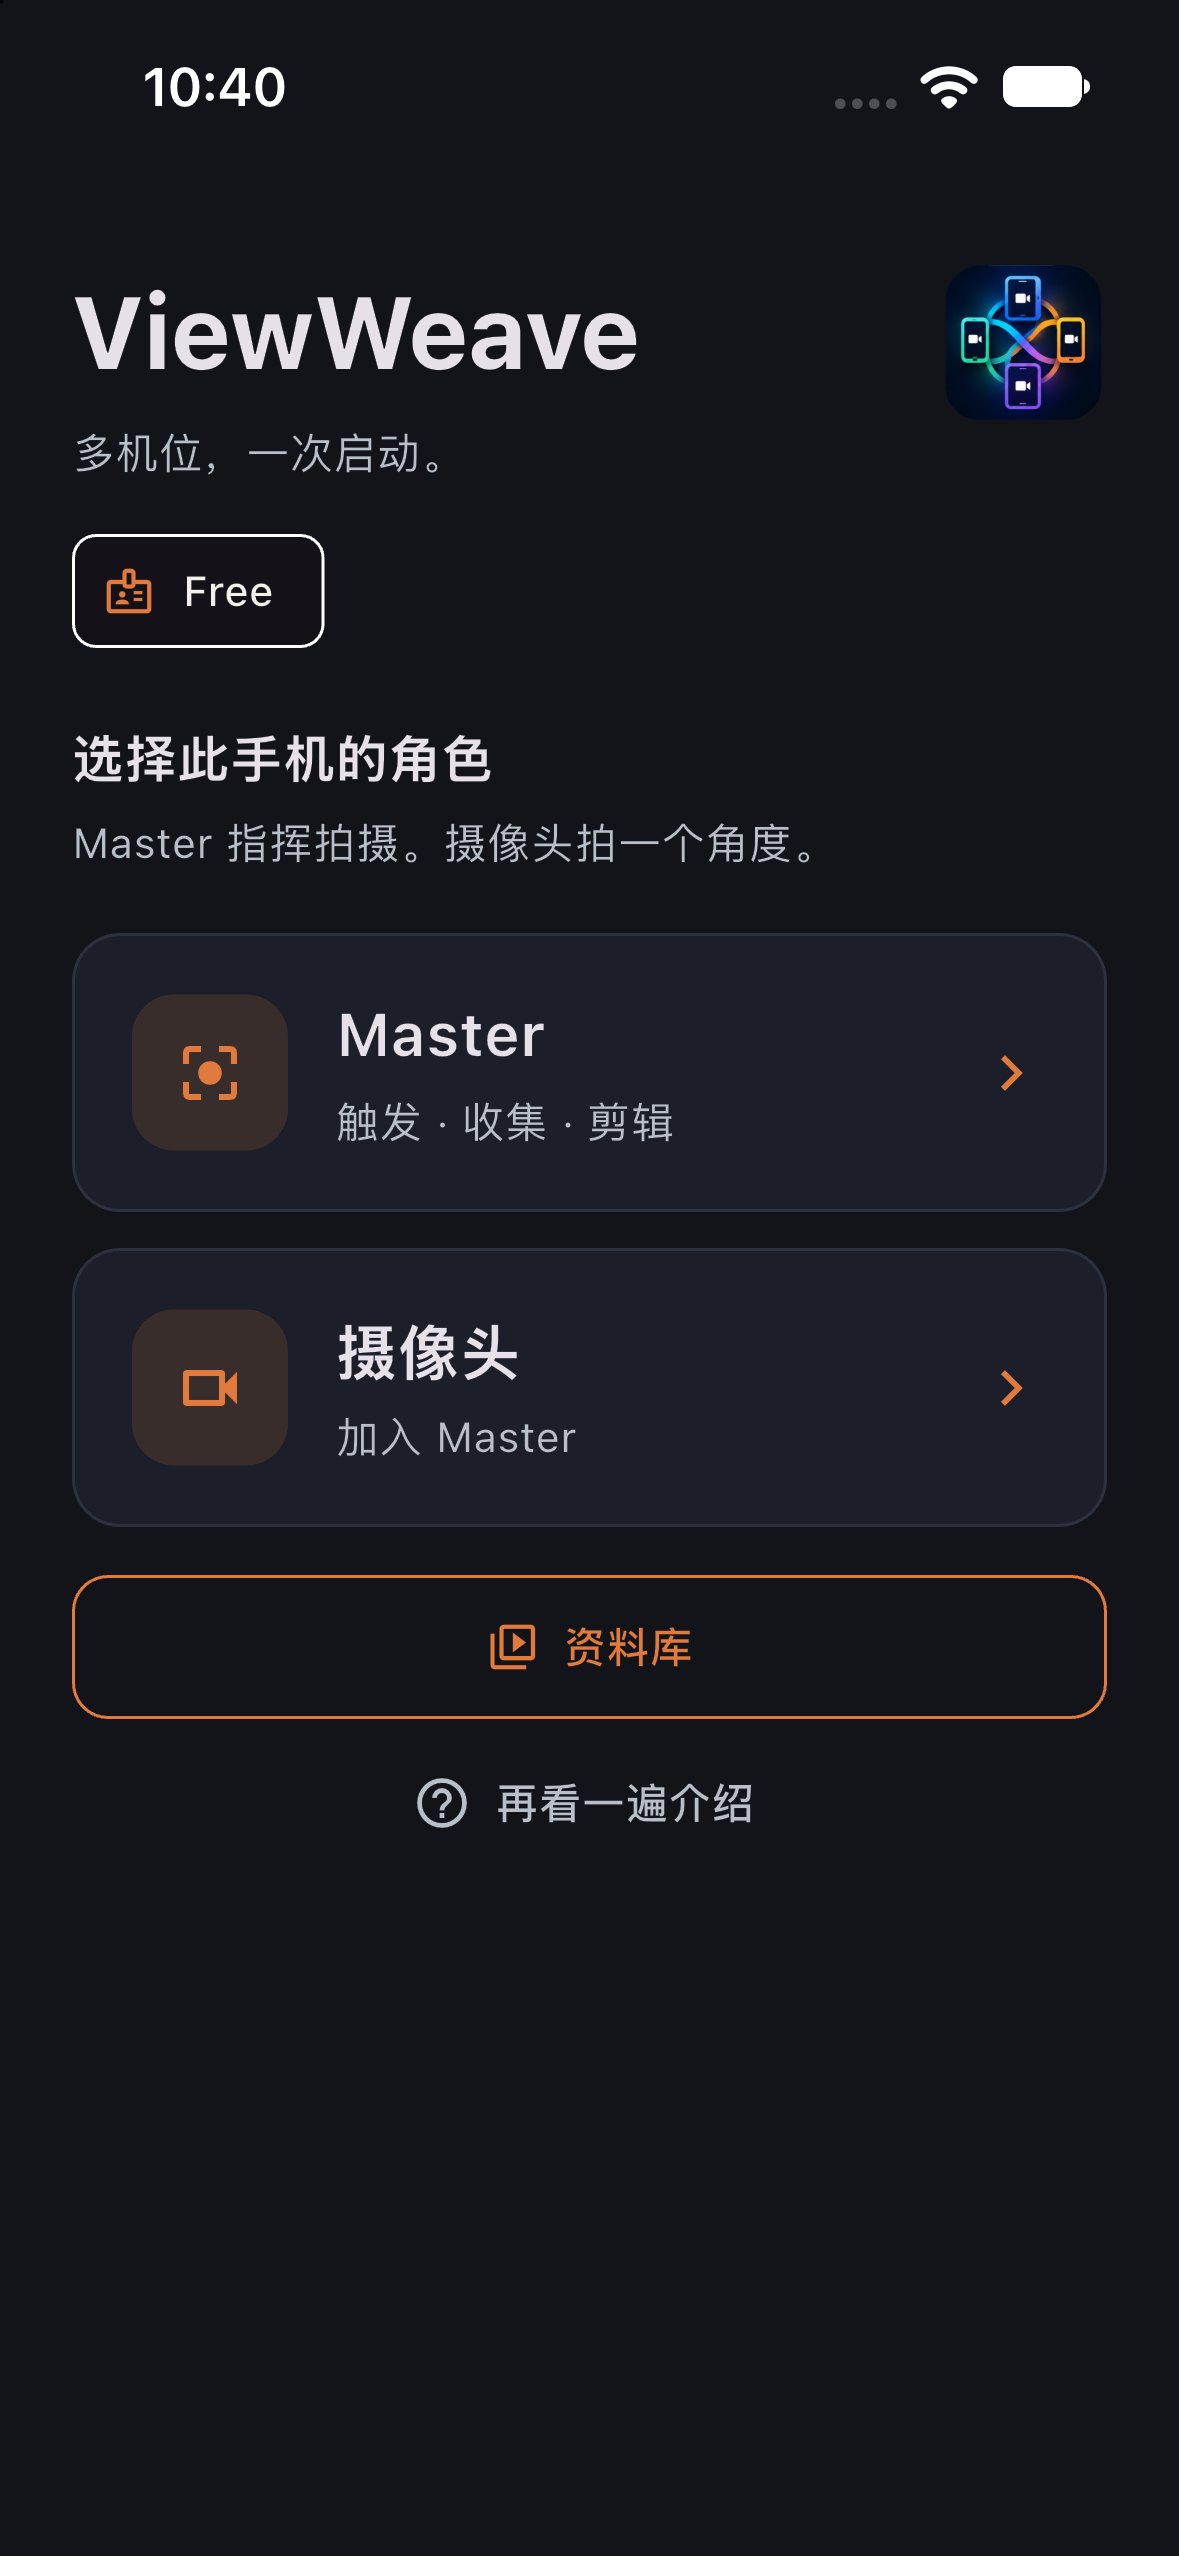 10:40
ViewWeave
多机位，一次启动。
Free
选择此手机的角色
Master 指挥拍摄。摄像头拍一个角度。
Master
触发 · 收集 · 剪辑
摄像头
加入 Master
资料库
再看一遍介绍